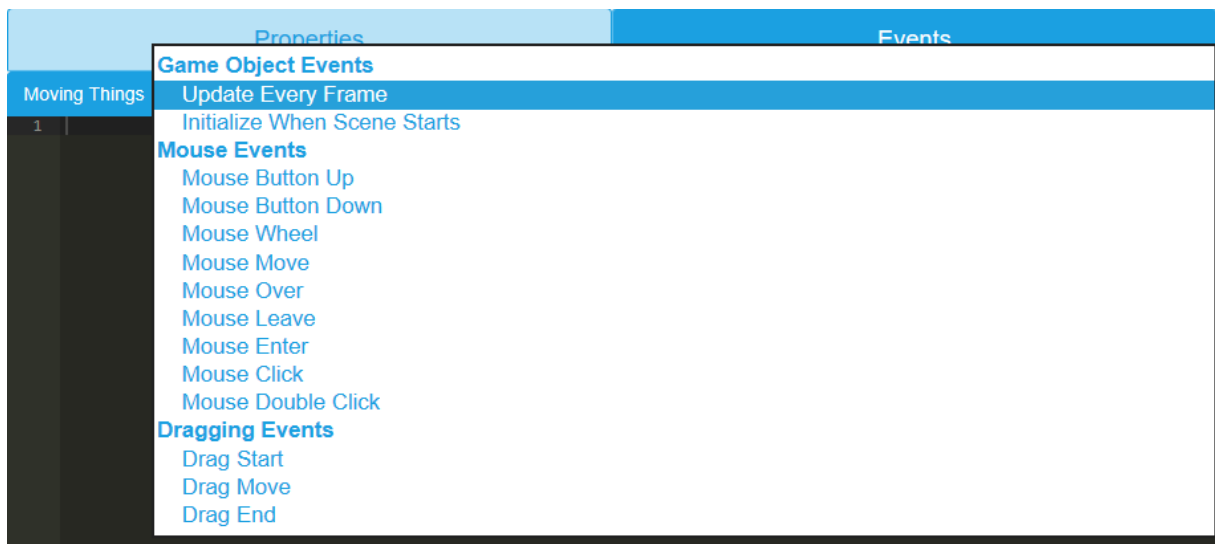 Properties
Events
Game Object Events
Moving Things
Update Every Frame
1
Initialize When Scene Starts
Mouse Events
Mouse Button Up
Mouse Button Down
Mouse Wheel
Mouse Move
Mouse Over
Mouse Leave
Mouse Enter
Mouse Click
Mouse Double Click
Dragging Events
Drag Start
Drag Move
Drag End